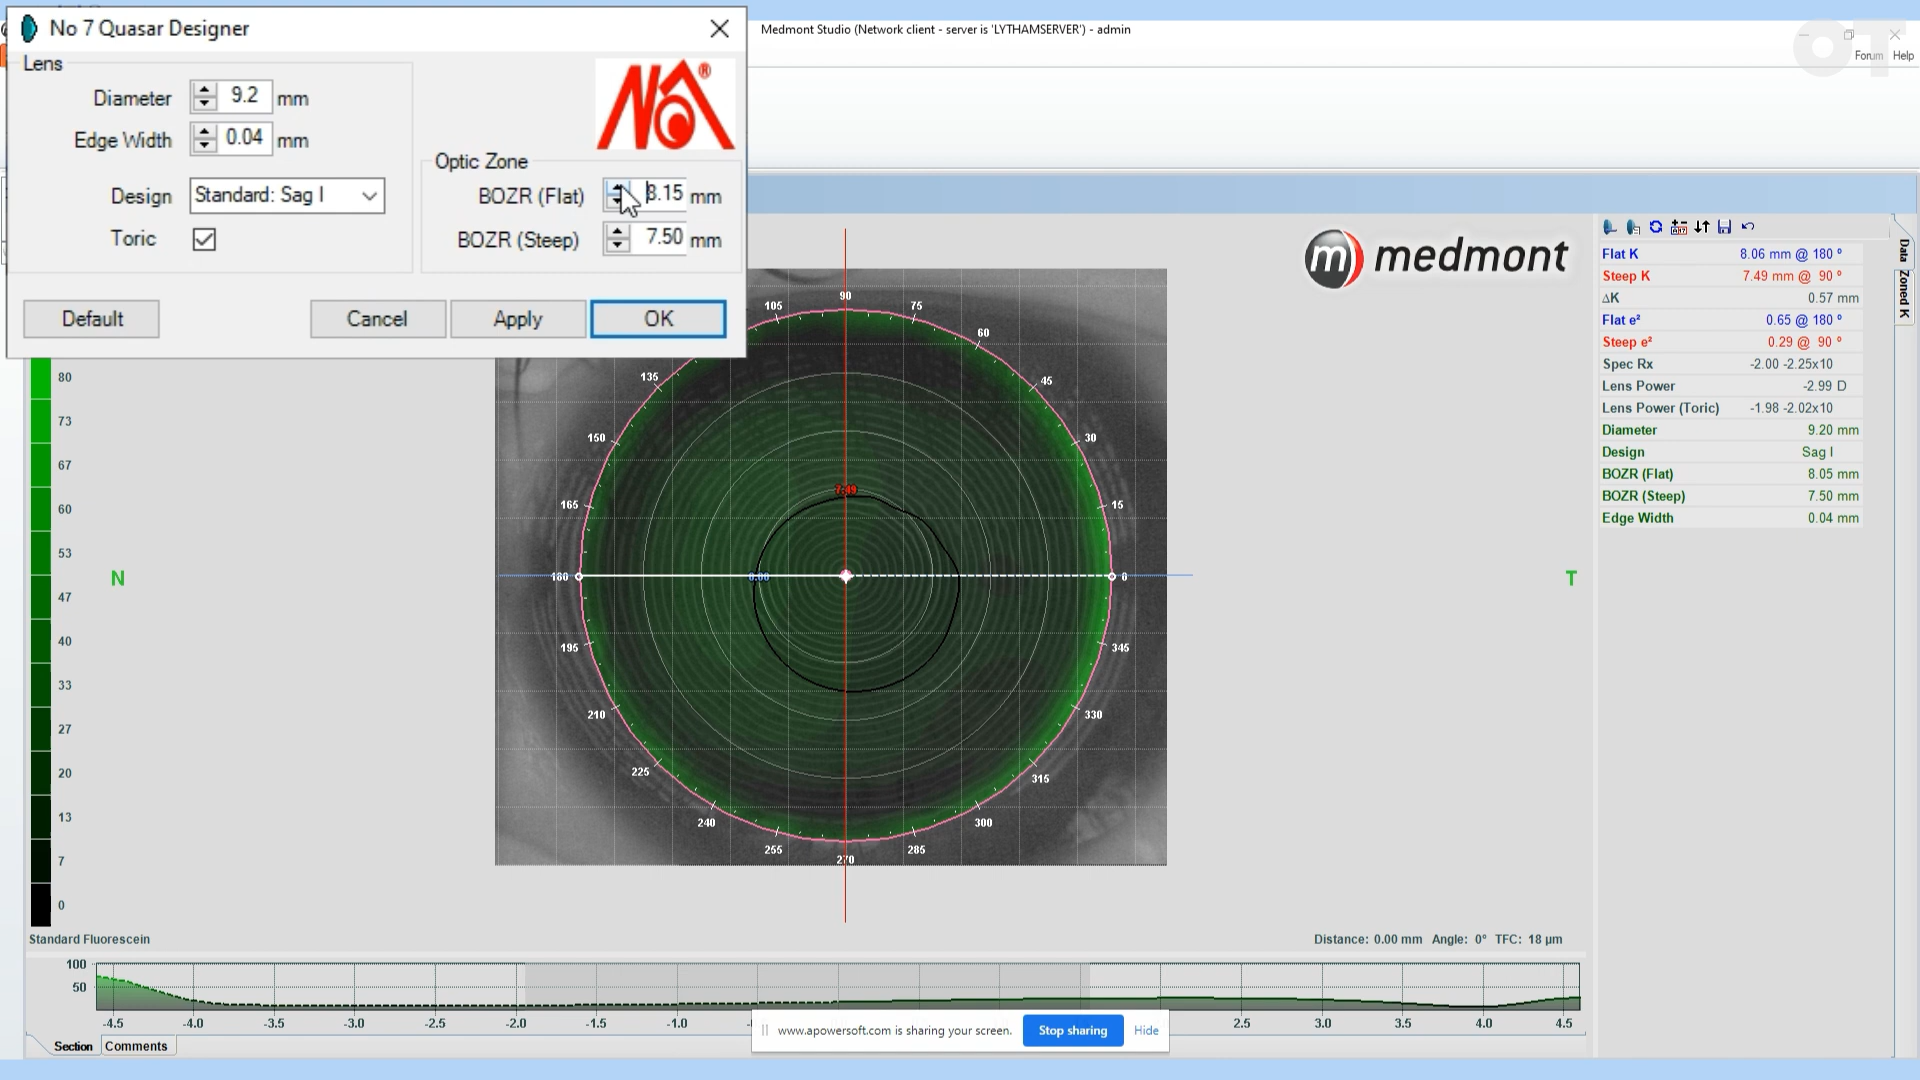 No 7 Quasar Designer
Medmont Studio (Network client - server is 'LYTHAMSERVER') - admin
OT
Forum Help
Lens
Diameter 9.2 mm
Edge Width 0.04 mm
Design Standard: Sag I
Toric
NO7®
Optic Zone
BOZR (Flat) 8.15 mm
BOZR (Steep) 7.50 mm
Default Cancel Apply OK
medmont
Flat K 8.06 mm @ 180 °
Steep K 7.49 mm @ 90 °
ΔK 0.57 mm
Flat e² 0.65 @ 180 °
Steep e² 0.29 @ 90 °
Spec Rx -2.00 -2.25x10
Lens Power -2.99 D
Lens Power (Toric) -1.98 -2.02x10
Diameter 9.20 mm
Design Sag I
BOZR (Flat) 8.05 mm
BOZR (Steep) 7.50 mm
Edge Width 0.04 mm
Data
Zoned K
80
73
67
60
53
47
40
33
27
20
13
7
0
90
105 75
60
135 45
150 30
165 15
7.49
180 0
195 345
210 330
225 315
240 300
255 285
270
N
T
Standard Fluorescein
Distance: 0.00 mm Angle: 0° TFC: 18 µm
100
50
-4.5 -4.0 -3.5 -3.0 -2.5 -2.0 -1.5 -1.0 2.5 3.0 3.5 4.0 4.5
www.apowersoft.com is sharing your screen. Stop sharing Hide
Section Comments